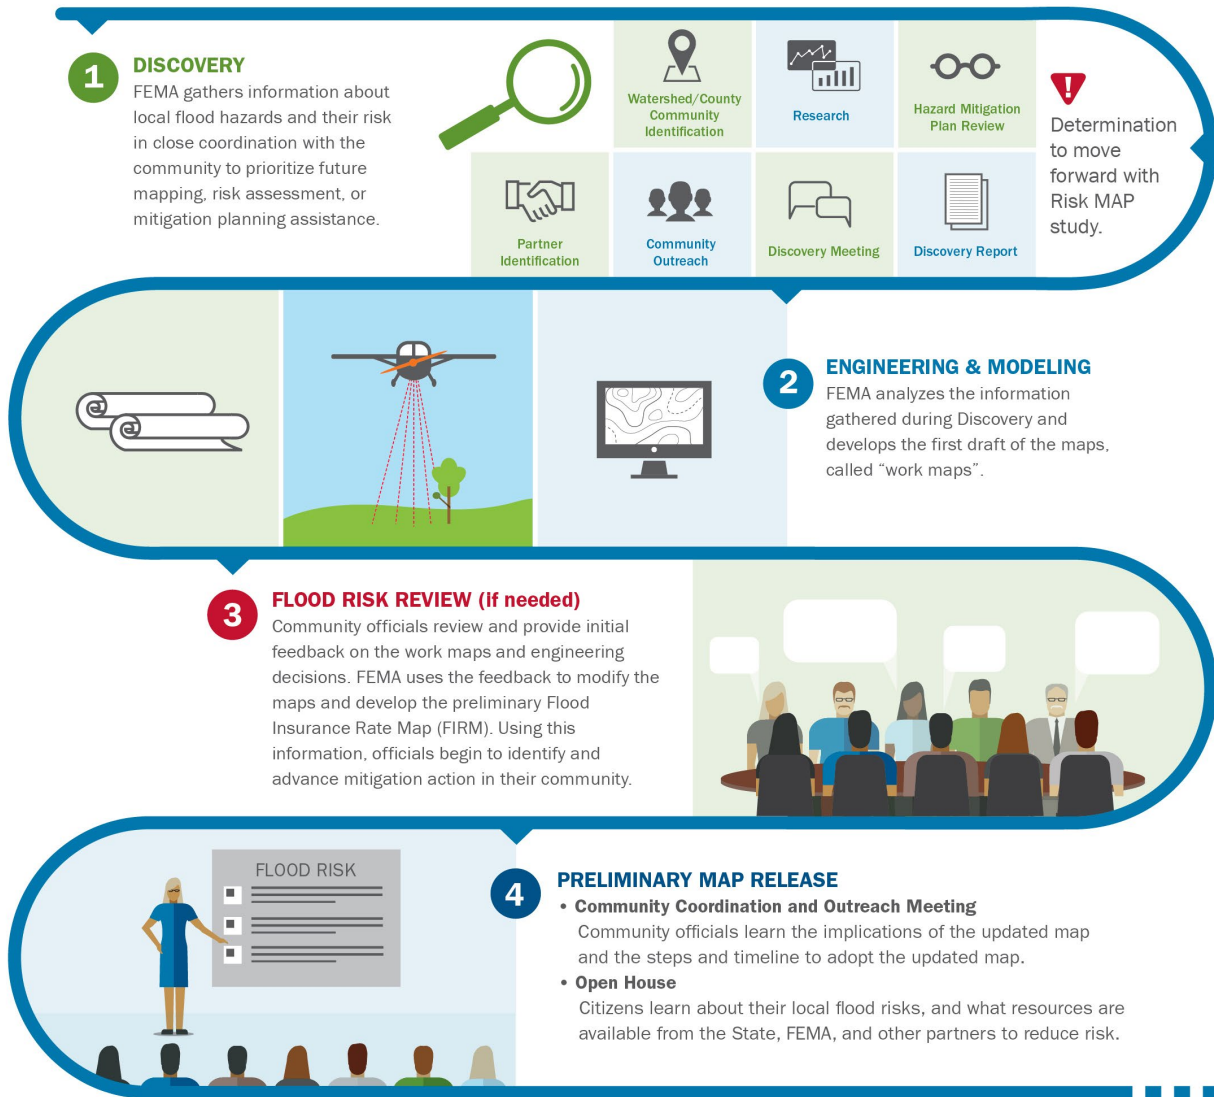 1
DISCOVERY
FEMA gathers information about
local flood hazards and their risk
in close coordination with the
community to prioritize future
mapping, risk assessment, or
mitigation planning assistance.
Watershed/County
Community
Identification
Research
Hazard Mitigation
Plan Review
Partner
Identification
Community
Outreach
Discovery Meeting
Discovery Report
!
Determination
to move
forward with
Risk MAP
study.
2
ENGINEERING & MODELING
FEMA analyzes the information
gathered during Discovery and
develops the first draft of the maps,
called “work maps”.
3
FLOOD RISK REVIEW (if needed)
Community officials review and provide initial
feedback on the work maps and engineering
decisions. FEMA uses the feedback to modify the
maps and develop the preliminary Flood
Insurance Rate Map (FIRM). Using this
information, officials begin to identify and
advance mitigation action in their community.
FLOOD RISK
4
PRELIMINARY MAP RELEASE
• Community Coordination and Outreach Meeting
Community officials learn the implications of the updated map
and the steps and timeline to adopt the updated map.
• Open House
Citizens learn about their local flood risks, and what resources are
available from the State, FEMA, and other partners to reduce risk.